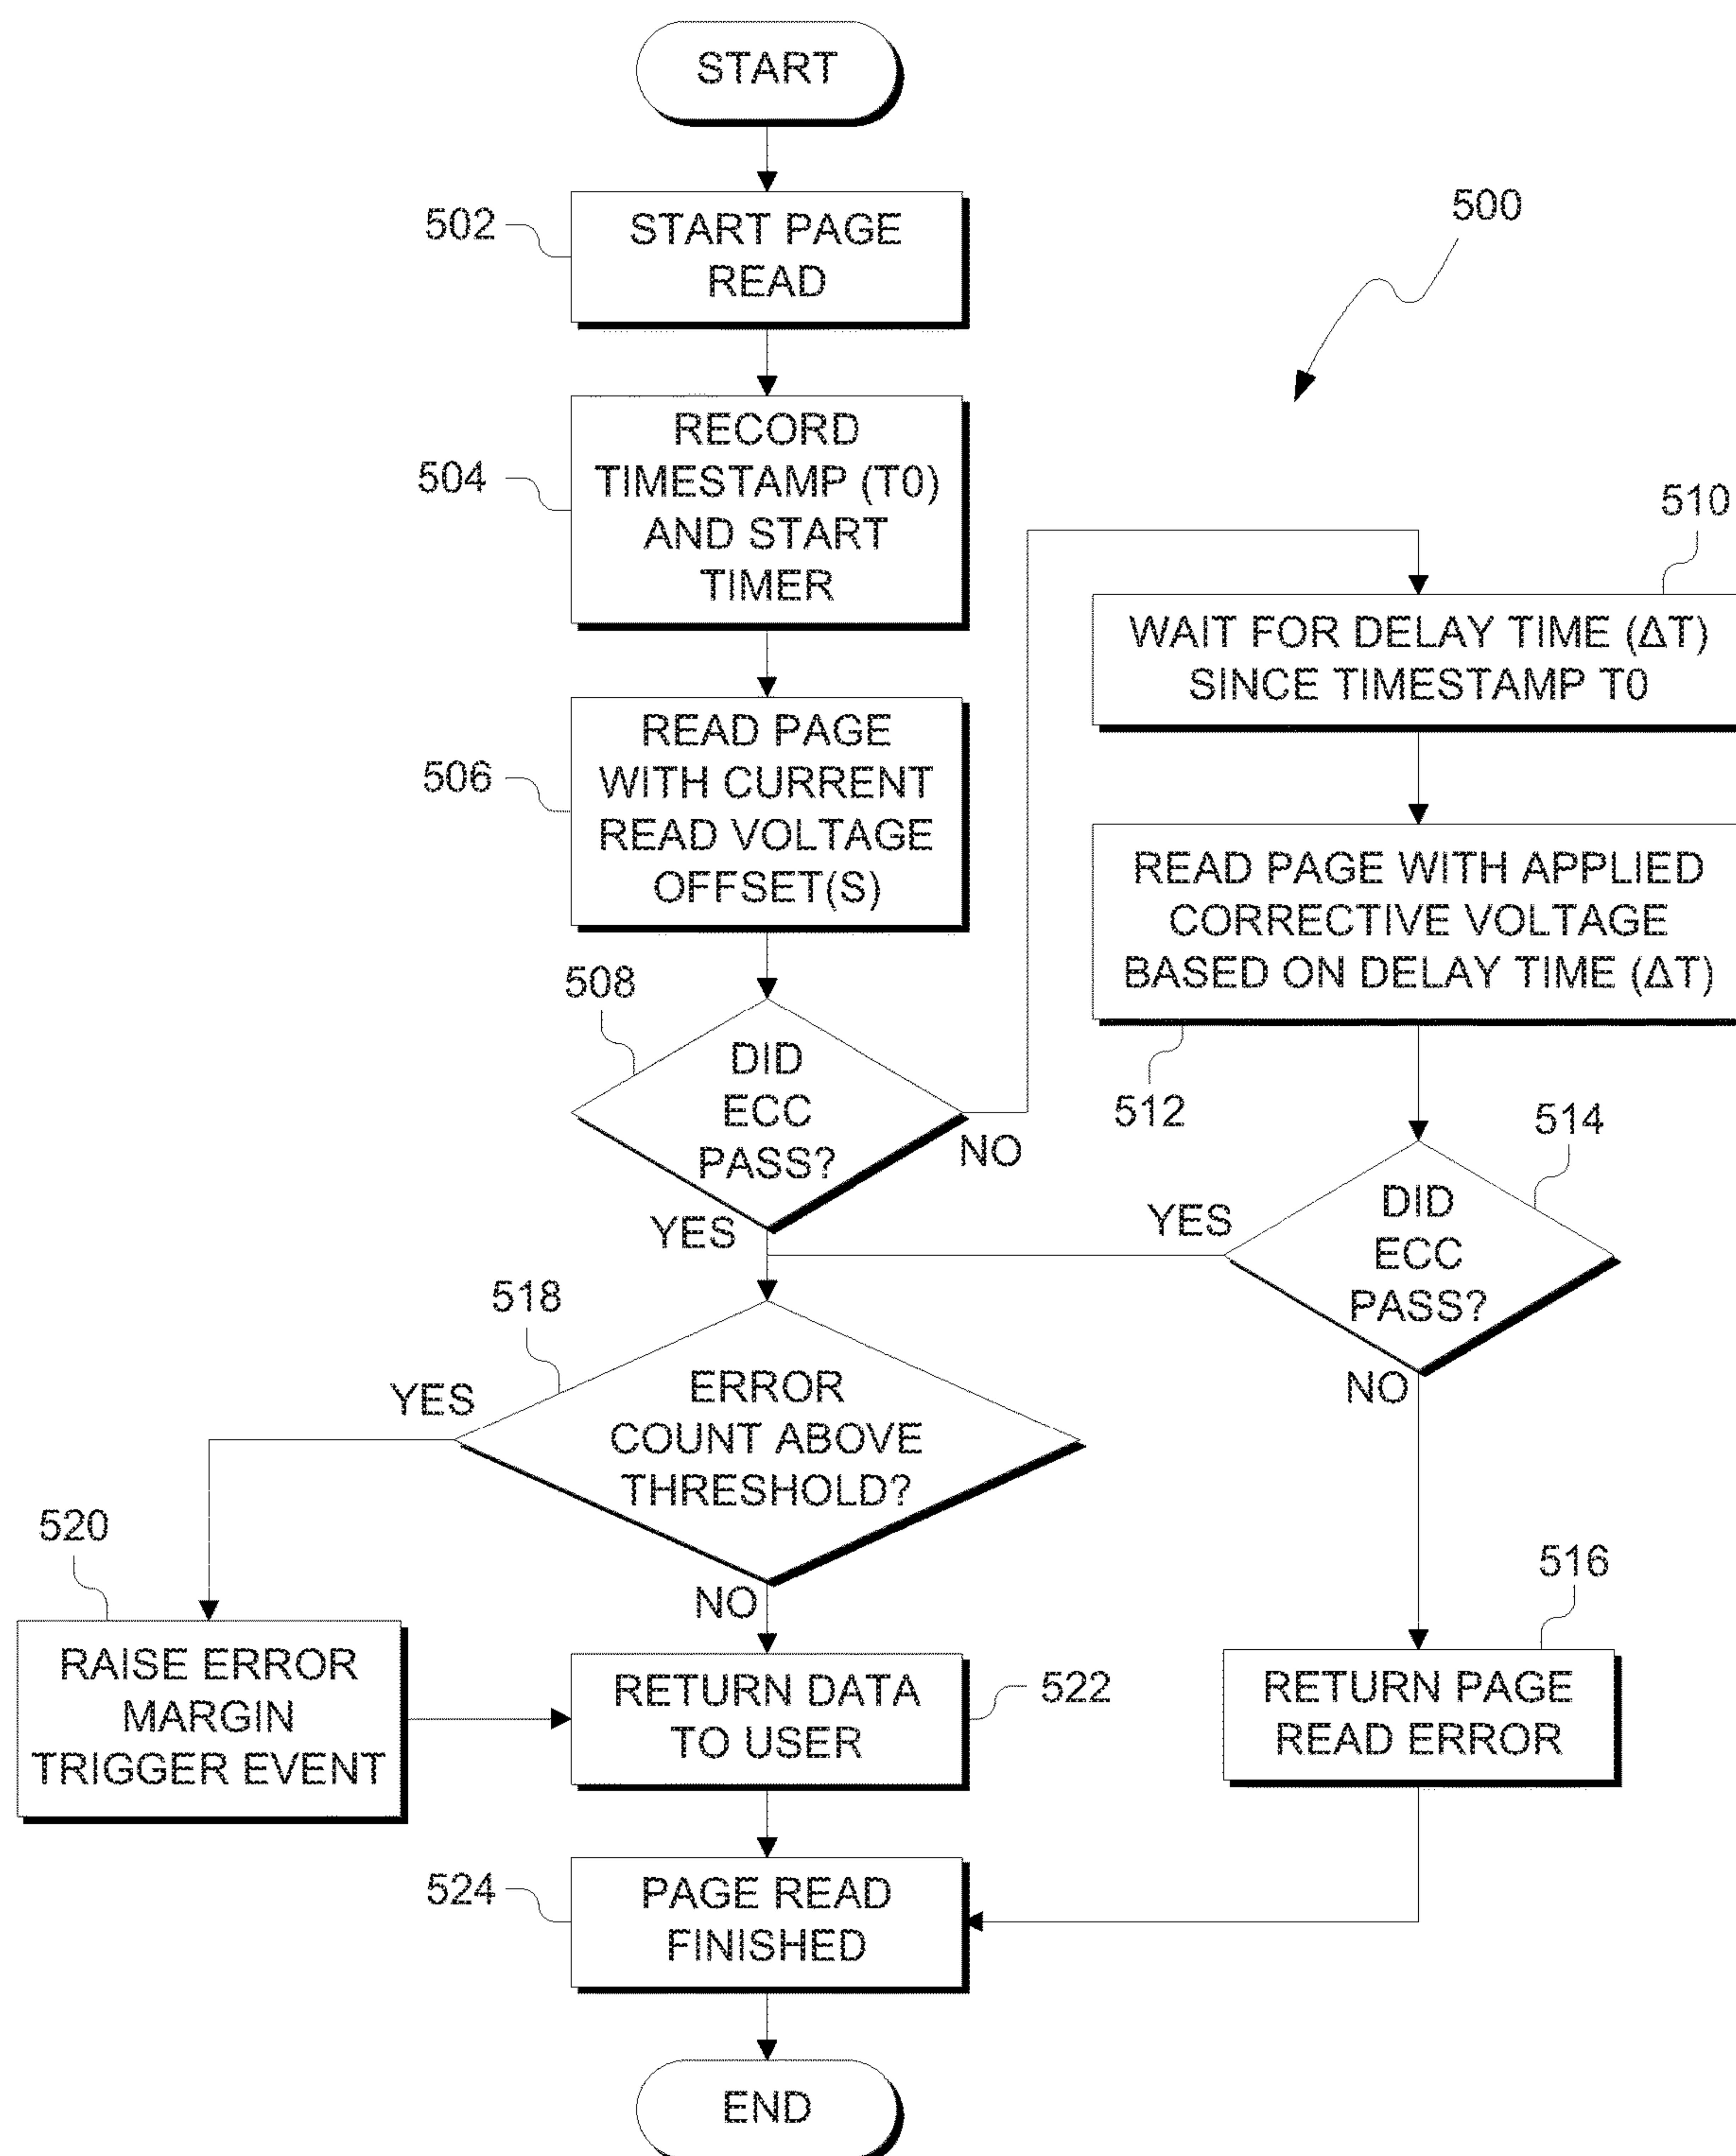 START
500
502
START PAGE
READ
504
RECORD
TIMESTAMP (T0)
AND START
TIMER
506
READ PAGE
WITH CURRENT
READ VOLTAGE
OFFSET(S)
508
DID
ECC
PASS?
NO
YES
510
WAIT FOR DELAY TIME (ΔT)
SINCE TIMESTAMP T0
READ PAGE WITH APPLIED
CORRECTIVE VOLTAGE
BASED ON DELAY TIME (ΔT)
512
514
DID
ECC
PASS?
YES
NO
518
ERROR
COUNT ABOVE
THRESHOLD?
YES
NO
520
RAISE ERROR
MARGIN
TRIGGER EVENT
RETURN DATA
TO USER
522
516
RETURN PAGE
READ ERROR
524
PAGE READ
FINISHED
END